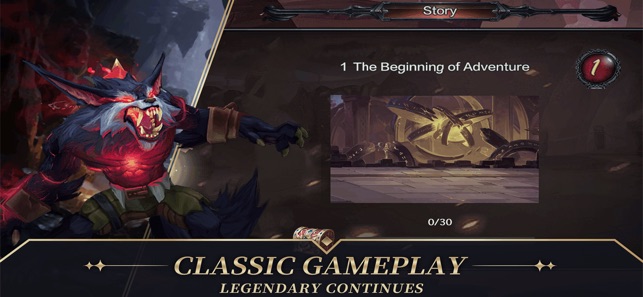 Story
1 The Beginning of Adventure
1
0/30
CLASSIC GAMEPLAY
LEGENDARY CONTINUES